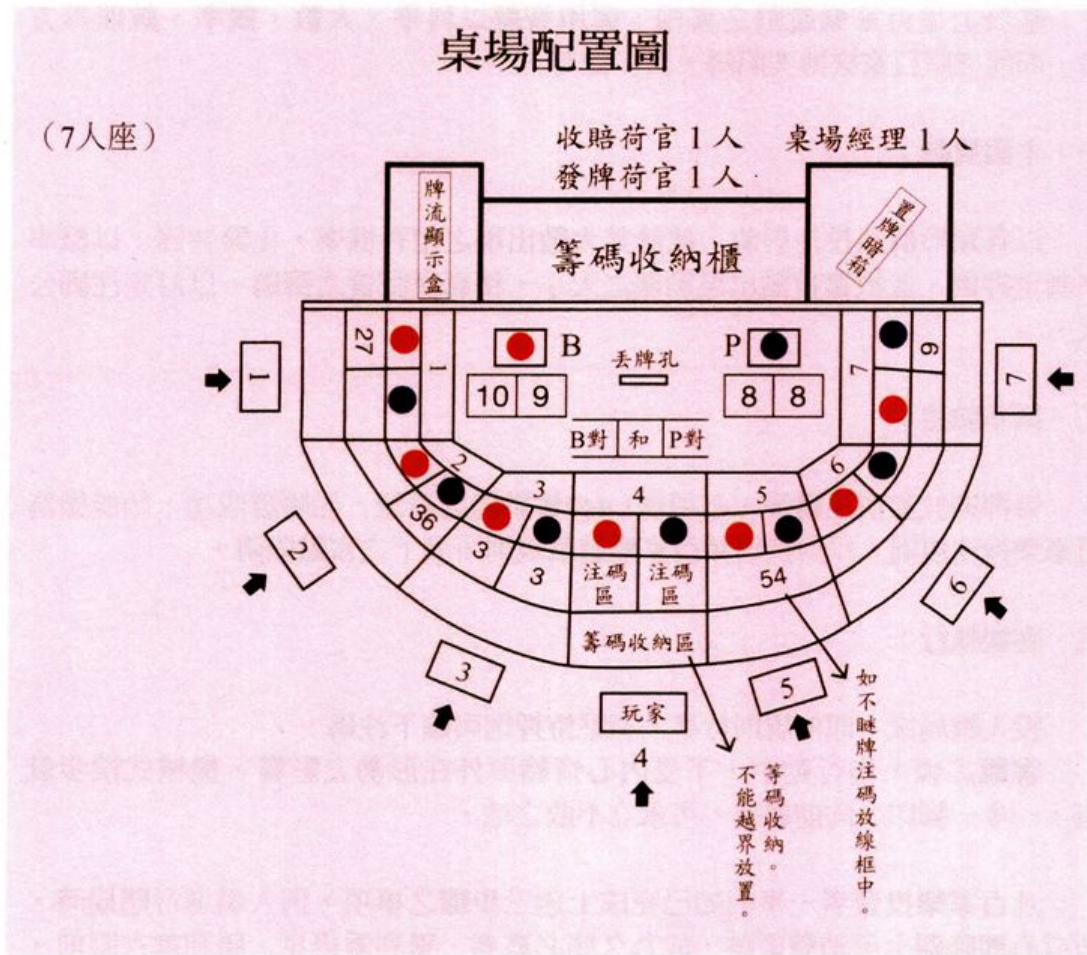 桌場配置圖
（7人座）
收賠荷官1人
桌場經理1人
發牌荷官1人
牌流顯示盒
置牌暗箱
籌碼收納櫃
27
1
B
丟牌孔
P
7
9
1
10
9
8
8
7
B對
和
P對
2
3
4
5
6
36
3
3
注碼區
注碼區
54
籌碼收納區
2
6
3
5
玩家
4
如不瞇牌注碼放線框中。
等碼收納。
不能越界放置。